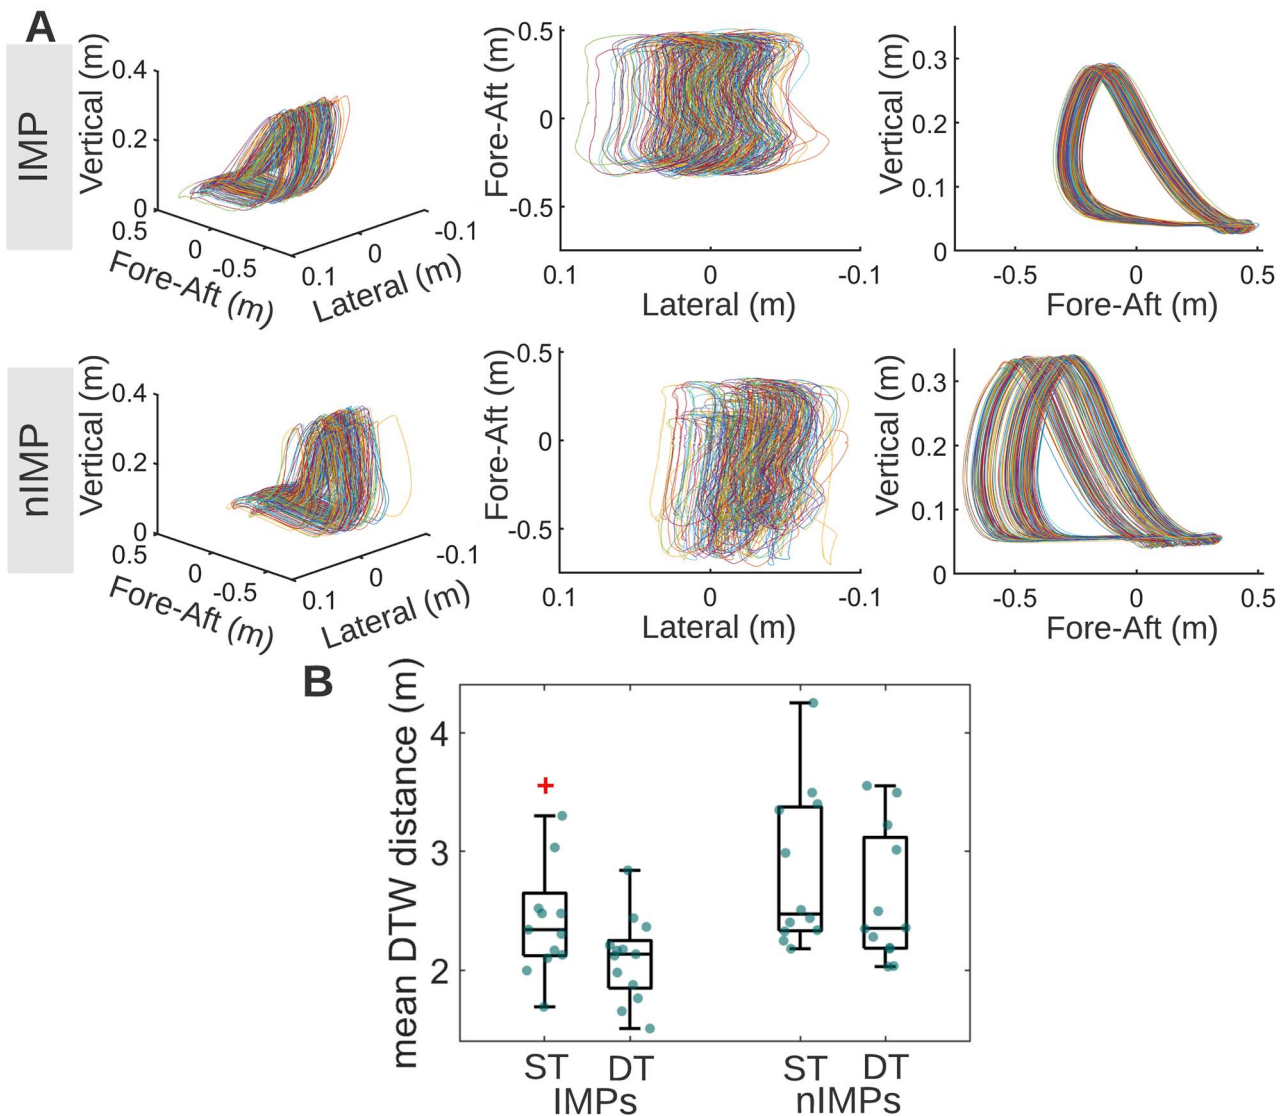 A
IMP
Vertical (m)
0.4
0.2
0
0.5
0
-0.5
Fore-Aft (m)
0.1
0
-0.1
Lateral (m)
Fore-Aft (m)
0.5
0
-0.5
0.1
0
-0.1
Lateral (m)
Vertical (m)
0.3
0.2
0.1
0
-0.5
0
0.5
Fore-Aft (m)
nIMP
Vertical (m)
0.4
0.2
0
0.5
0
-0.5
Fore-Aft (m)
0.1
0
-0.1
Lateral (m)
Fore-Aft (m)
0.5
0
-0.5
0.1
0
-0.1
Lateral (m)
Vertical (m)
0.3
0.2
0.1
0
-0.5
0
0.5
Fore-Aft (m)
B
mean DTW distance (m)
4
3
2
ST DT ST DT
IMPs nIMPs